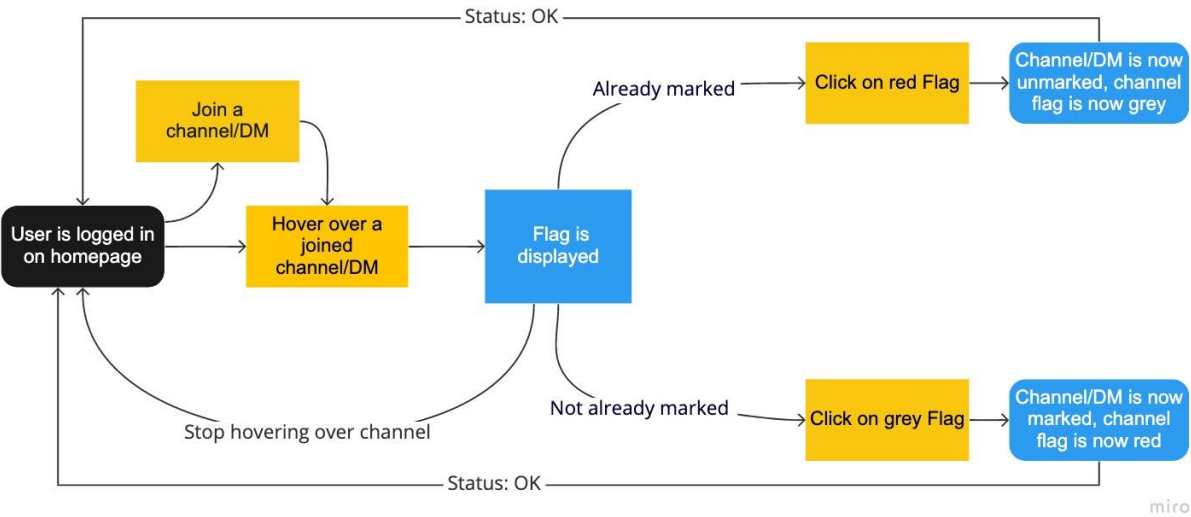 Status: OK
Channel/DM is now
unmarked, channel
flag is now grey
Click on red Flag
Already marked
Join a
channel/DM
User is logged in
on homepage
Hover over a
joined
channel/DM
Flag is
displayed
Not already marked
Click on grey Flag
Channel/DM is now
marked, channel
flag is now red
Stop hovering over channel
Status: OK
miro